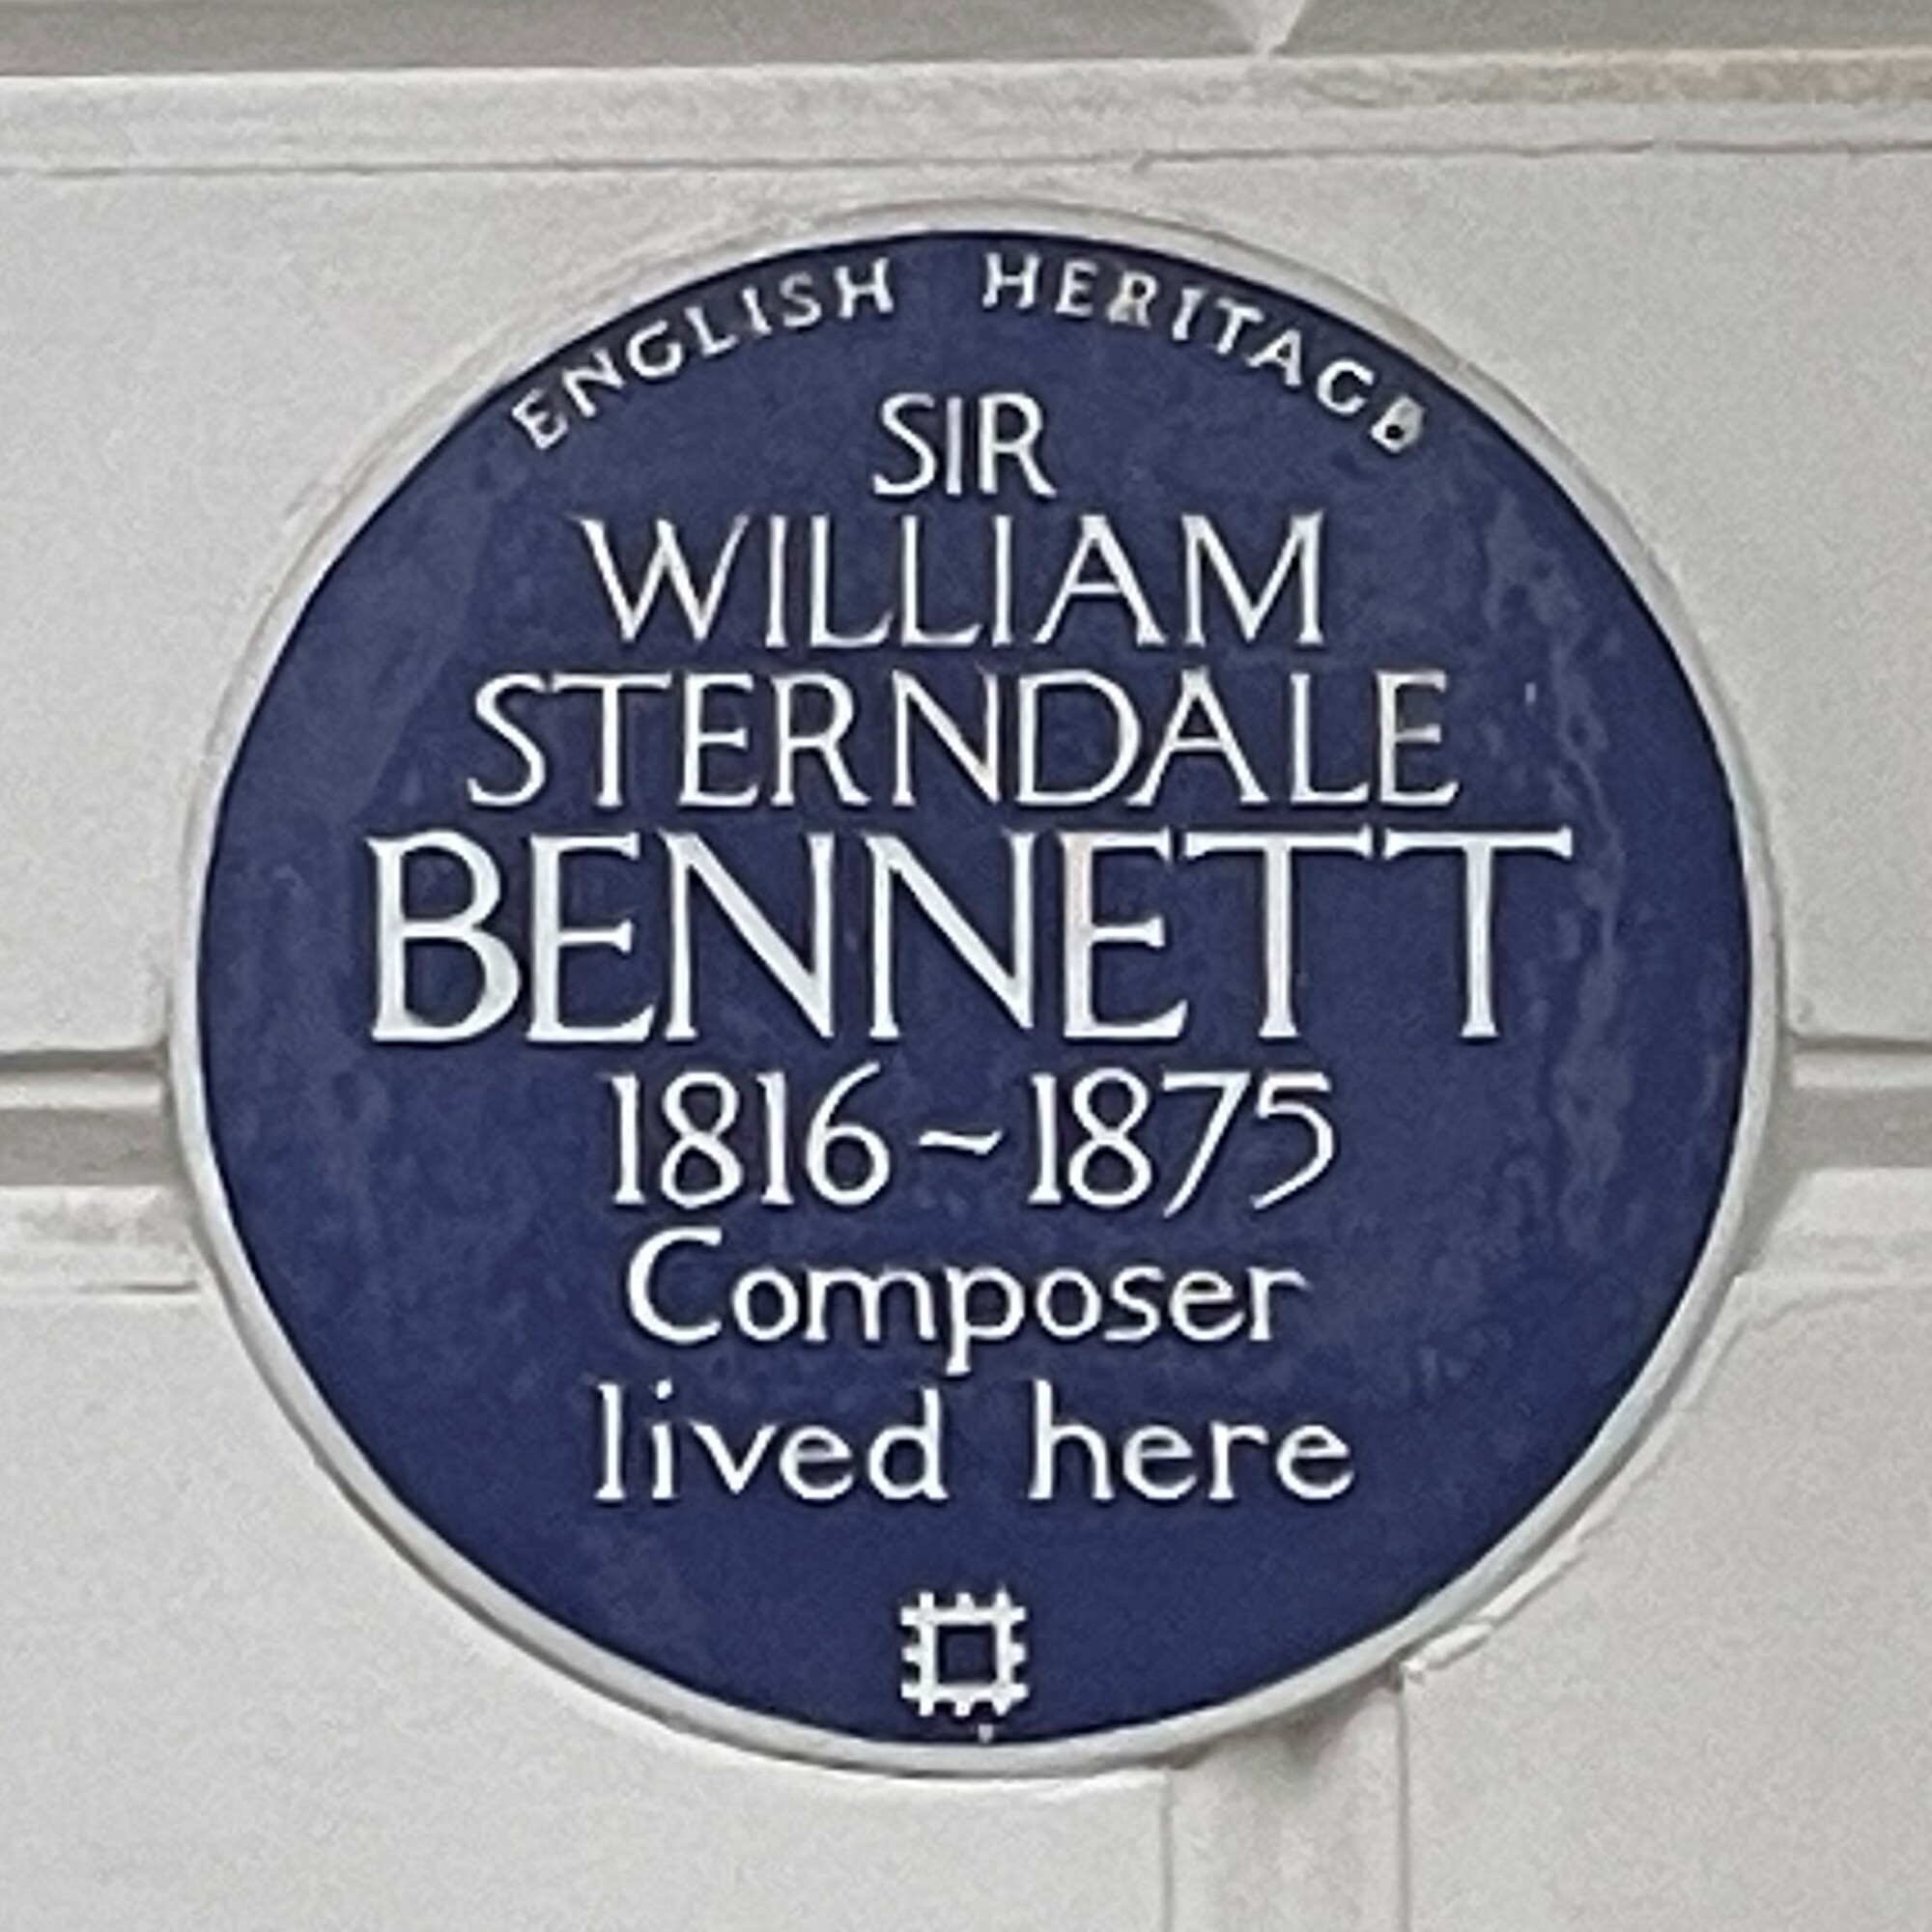 ENGLISH HERITAGE
SIR
WILLIAM
STERNDALE
BENNETT
1816~1875
Composer
lived here